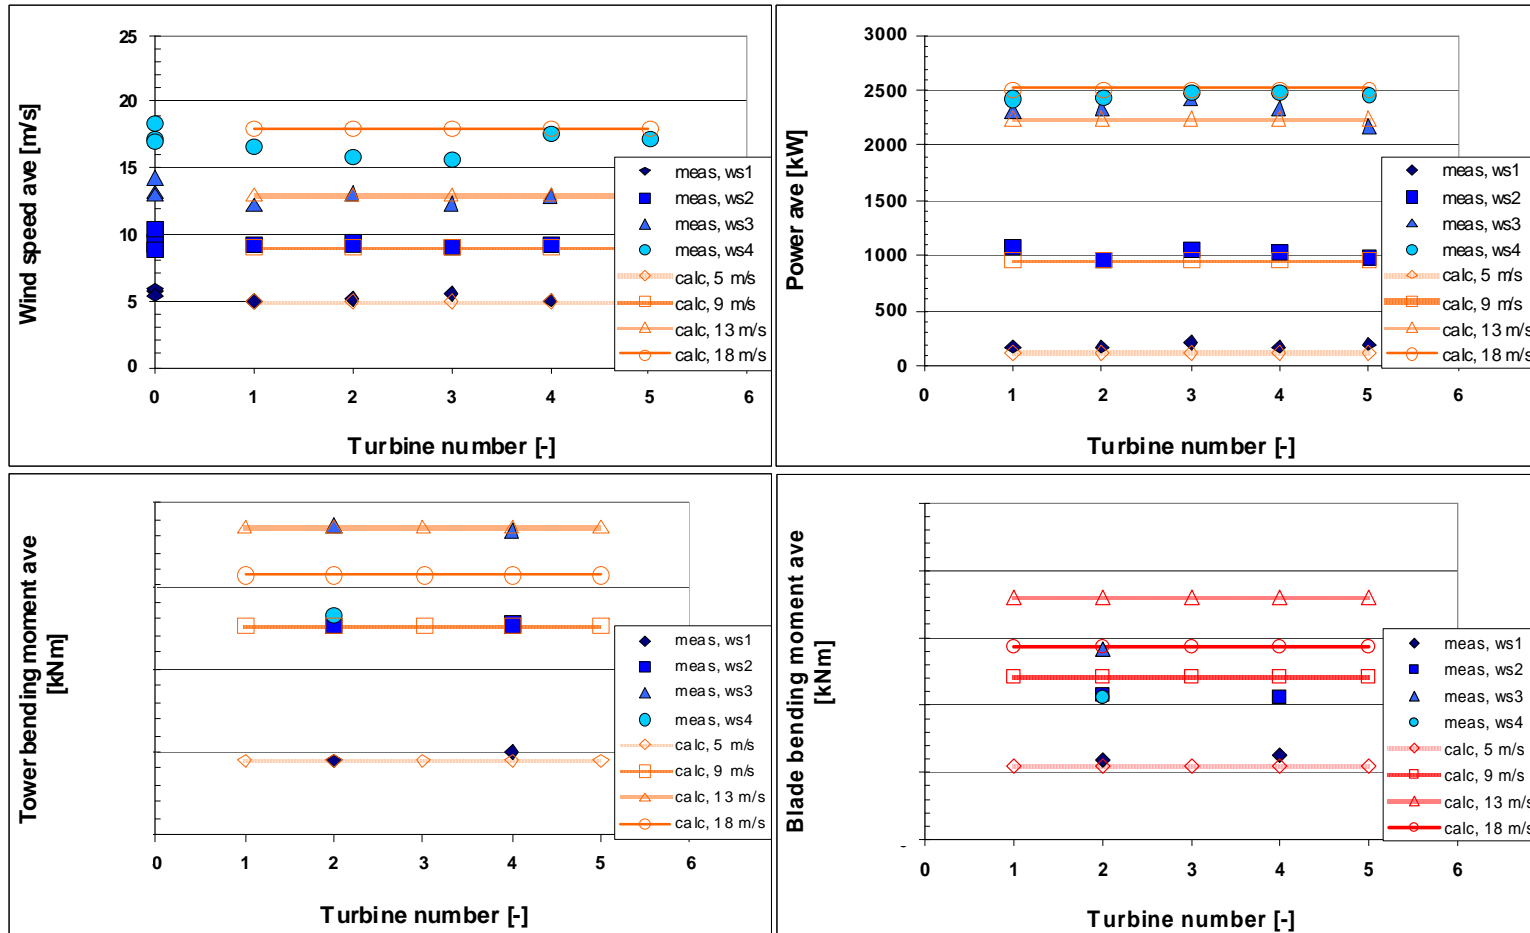 Wind speed ave [m/s]
25
20
15
10
5
0
0 1 2 3 4 5 6
Turbine number [-]
meas, ws1
meas, ws2
meas, ws3
meas, ws4
calc, 5 m/s
calc, 9 m/s
calc, 13 m/s
calc, 18 m/s
Power ave [kW]
3000
2500
2000
1500
1000
500
0
0 1 2 3 4 5 6
Turbine number [-]
meas, ws1
meas, ws2
meas, ws3
meas, ws4
calc, 5 m/s
calc, 9 m/s
calc, 13 m/s
calc, 18 m/s
Tower bending moment ave
[kNm]
0 1 2 3 4 5 6
Turbine number [-]
meas, ws1
meas, ws2
meas, ws3
meas, ws4
calc, 5 m/s
calc, 9 m/s
calc, 13 m/s
calc, 18 m/s
Blade bending moment ave
[kNm]
-
0 1 2 3 4 5 6
Turbine number [-]
meas, ws1
meas, ws2
meas, ws3
meas, ws4
calc, 5 m/s
calc, 9 m/s
calc, 13 m/s
calc, 18 m/s